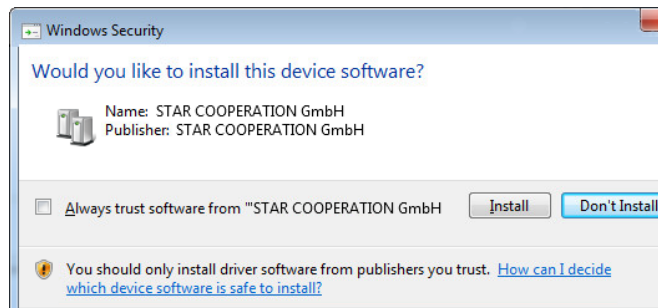 Windows Security
Would you like to install this device software?
Name: STAR COOPERATION GmbH
Publisher: STAR COOPERATION GmbH
Always trust software from "'STAR COOPERATION GmbH
Install
Don't Install
You should only install driver software from publishers you trust. How can I decide
which device software is safe to install?